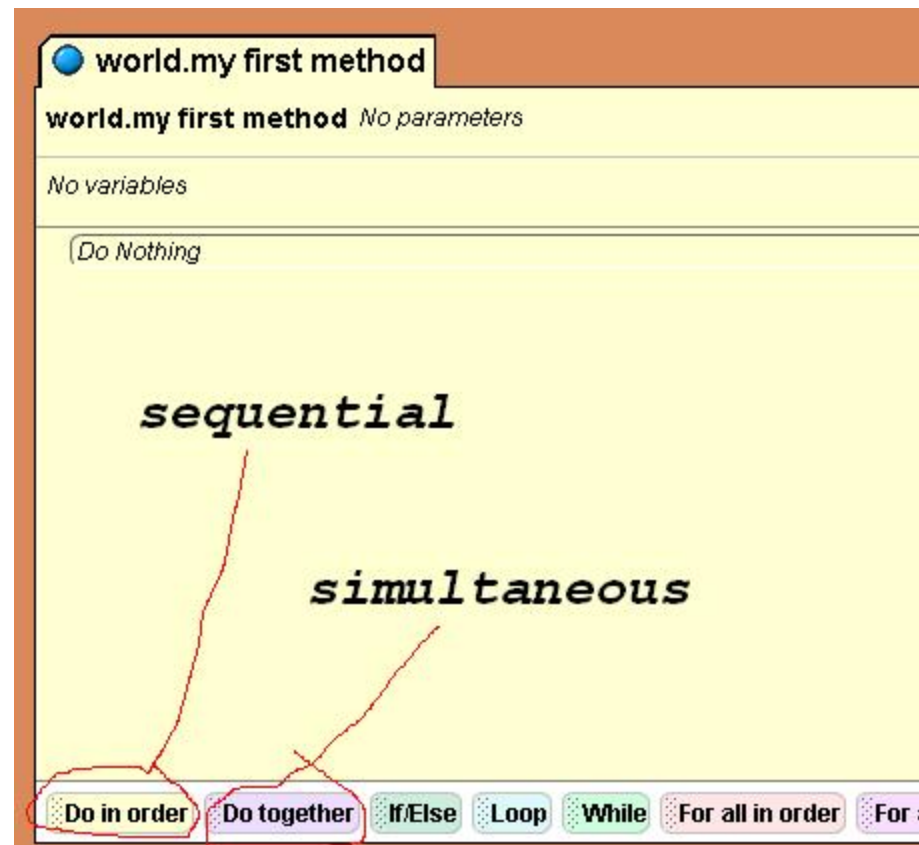 world.my first method
world.my first method No parameters
No variables
Do Nothing
sequential
simultaneous
Do in order Do together If/Else Loop While For all in order For